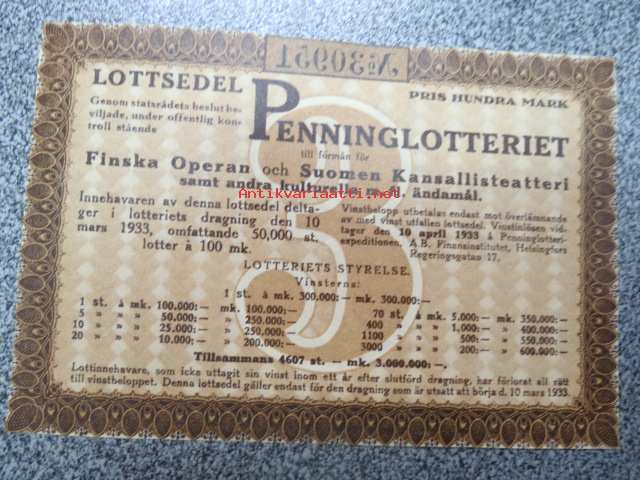 №30951
LOTTSEDEL
Genom statsrådets beslut be-
viljade, under offentlig kon-
troll stående
PRIS HUNDRA MARK
PENNINGLOTTERIET
till förmån för
Finska Operan och Suomen Kansallisteatteri
samt andra kulturella m.fl. ändamål.
Antikvariaatti.net
Innehavaren av denna lottsedel delta-
ger i lotteriets dragning den 10
mars 1933, omfattande 50,000 st.
lotter à 100 mk.
Vinstbelopp utbetalas endast mot överlämnande
av med vinst utfallen lottsedel. Vinstinlösen vid-
tager den 10 april 1933 å Penninglotteri-
expeditionen, A.B. Finansinstitutet, Helsingfors
Regeringsgatan 17.
LOTTERIETS STYRELSE.
Vinsterna:
1 st. à mk. 300.000:— mk. 300.000:—
1 st. à mk. 100.000:— mk. 100.000:—
5 » » » 50,000:— » 250,000:—
10 » » » 25,000:— » 250.000:—
20 » » » 10,000:— » 200.000:—
70 st. à mk. 5,000:— mk. 350,000:—
400 » » » 1,000:— » 400,000:—
1100 » » » 500:— » 550,000:—
3000 » » » 200:— » 600,000:—
Tillsammans 4607 st. — mk. 3,000,000:—,
Lottinnehavare, som icke uttagit sin vinst inom ett år efter slutförd dragning, har förlorat all rätt
till vinstbeloppet. Denna lottsedel gäller endast för den dragning som är utsatt att börja d. 10 mars 1933.
3